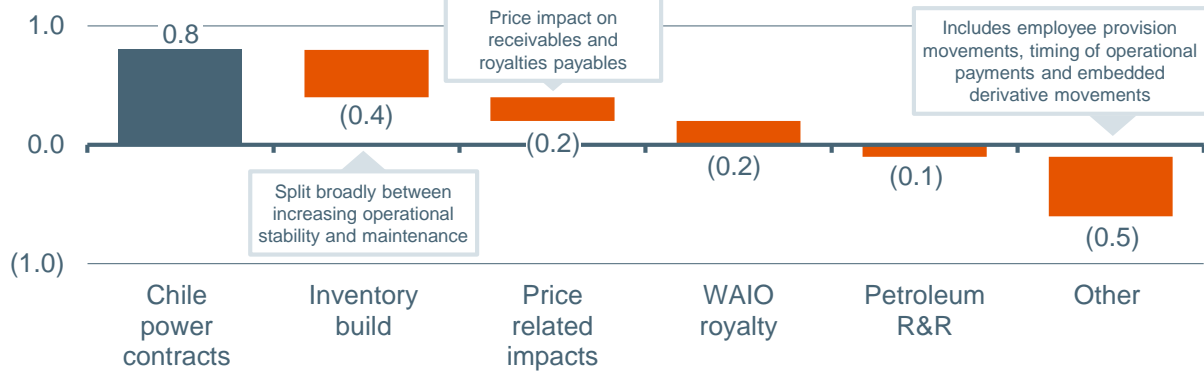 1.0
0.0
(1.0)
0.8
(0.4)
(0.2)
(0.2)
(0.1)
(0.5)
Price impact on
receivables and
royalties payables
Includes employee provision
movements, timing of operational
payments and embedded
derivative movements
Split broadly between
increasing operational
stability and maintenance
Chile
power
contracts
Inventory
build
Price
related
impacts
WAIO
royalty
Petroleum
R&R
Other